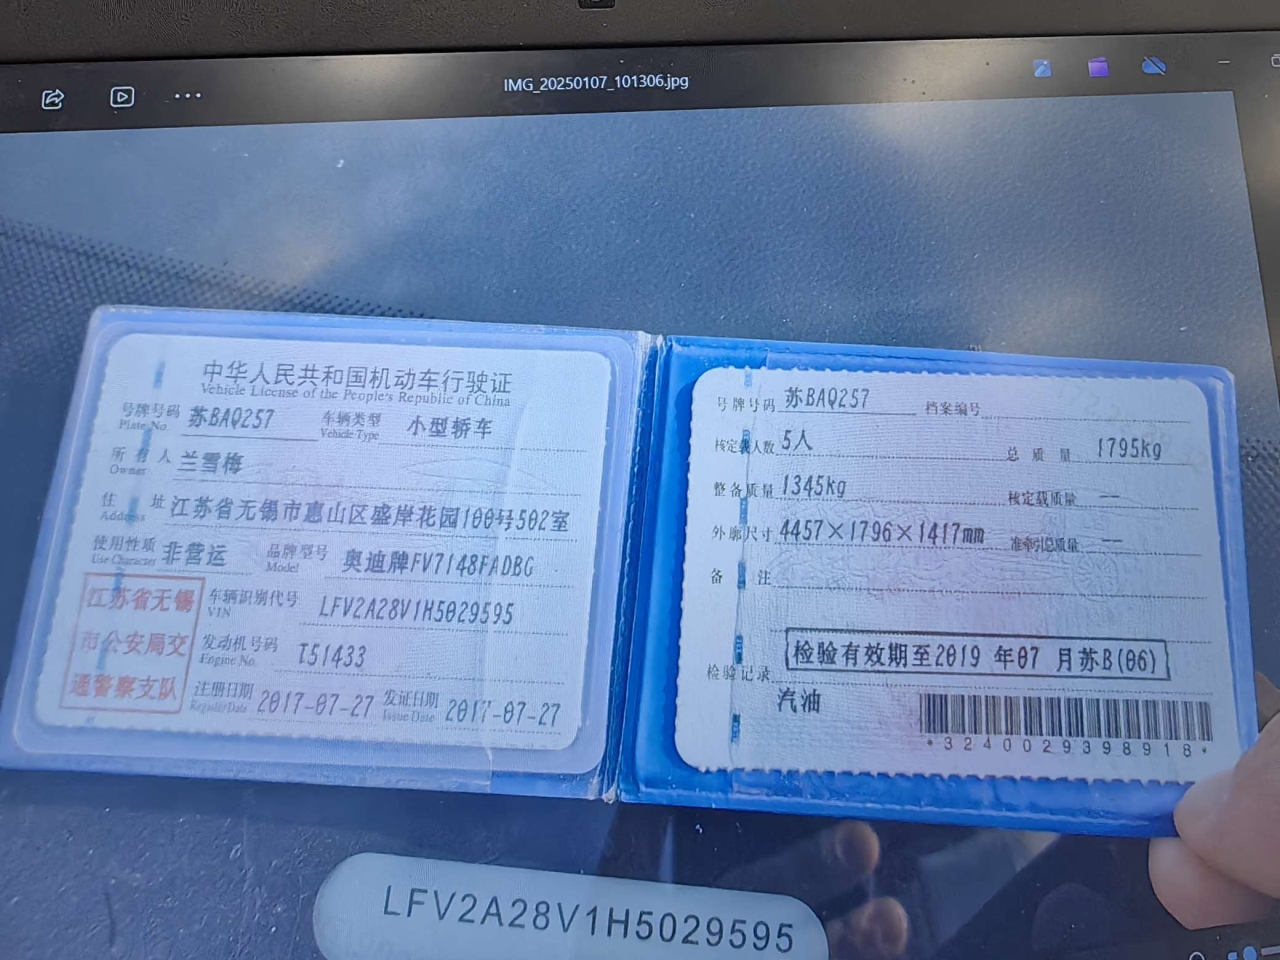 IMG_20250107_101306.jpg
中华人民共和国机动车行驶证
Vehicle License of the People's Republic of China
号牌号码 苏BAQ257 车辆类型 小型轿车
Plate No. Vehicle Type
所有人 兰雪梅
Owner
住址 江苏省无锡市惠山区盛岸花园100号502室
Address
使用性质 非营运 品牌型号 奥迪牌FV7148FADBG
Use Character Model
江苏省无锡
市公安局交
通警察支队
车辆识别代号 LFV2A28V1H5029595
VIN
发动机号码 T51433
Engine No.
注册日期 2017-07-27 发证日期 2017-07-27
Register Date Issue Date
号牌号码 苏BAQ257 档案编号
核定载人数 5人 总质量 1795kg
整备质量 1345kg 核定载质量 —
外廓尺寸 4457×1796×1417mm 准牵引总质量 —
备注
检验有效期至2019 年07 月苏B(06)
检验记录
汽油
*3240029398918*
LFV2A28V1H5029595